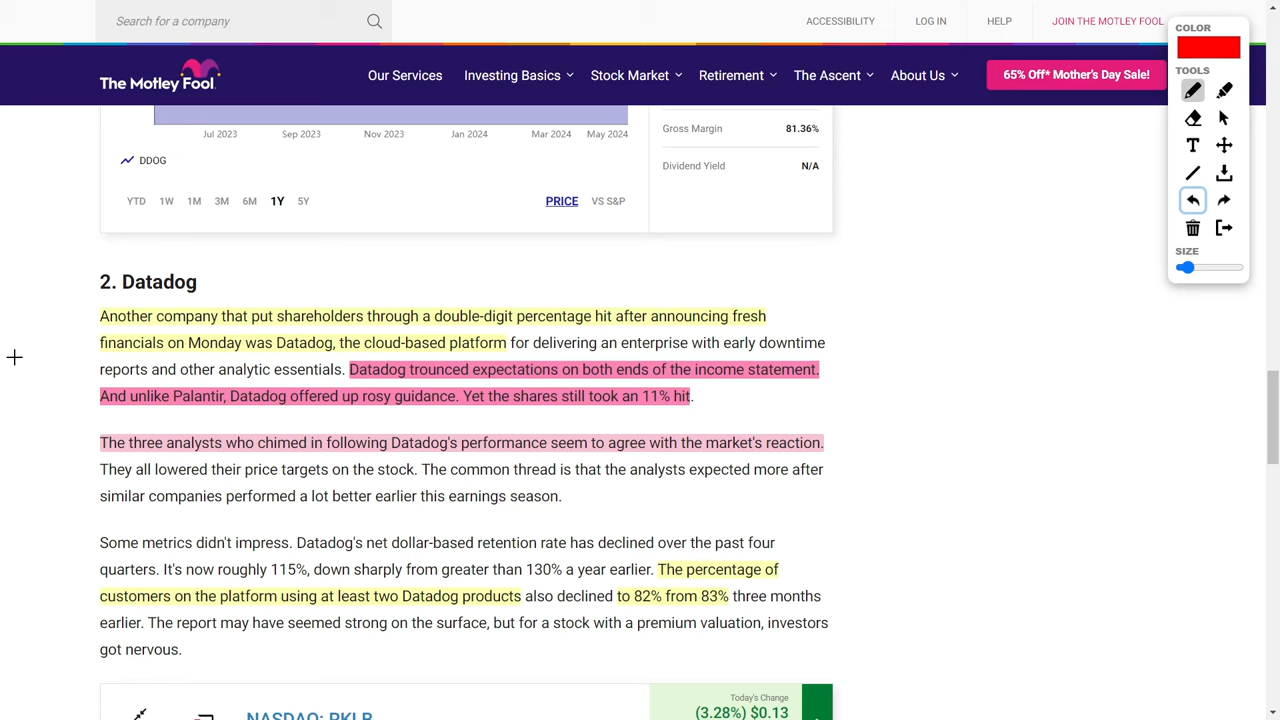 Search for a company
ACCESSIBILITY
LOG IN
HELP
JOIN THE MOTLEY FOOL
The Motley Fool
Our Services
Investing Basics
Stock Market
Retirement
The Ascent
About Us
65% Off* Mother's Day Sale!
COLOR
TOOLS
T
SIZE
Jul 2023
Sep 2023
Nov 2023
Jan 2024
Mar 2024
May 2024
DDOG
YTD
1W
1M
3M
6M
1Y
5Y
PRICE
VS S&P
Gross Margin
81.36%
Dividend Yield
N/A
2. Datadog
Another company that put shareholders through a double-digit percentage hit after announcing fresh
financials on Monday was Datadog, the cloud-based platform for delivering an enterprise with early downtime
reports and other analytic essentials. Datadog trounced expectations on both ends of the income statement.
And unlike Palantir, Datadog offered up rosy guidance. Yet the shares still took an 11% hit.
The three analysts who chimed in following Datadog's performance seem to agree with the market's reaction.
They all lowered their price targets on the stock. The common thread is that the analysts expected more after
similar companies performed a lot better earlier this earnings season.
Some metrics didn't impress. Datadog's net dollar-based retention rate has declined over the past four
quarters. It's now roughly 115%, down sharply from greater than 130% a year earlier. The percentage of
customers on the platform using at least two Datadog products also declined to 82% from 83% three months
earlier. The report may have seemed strong on the surface, but for a stock with a premium valuation, investors
got nervous.
NASDAQ: RKLB
Today's Change
(3.28%) $0.13